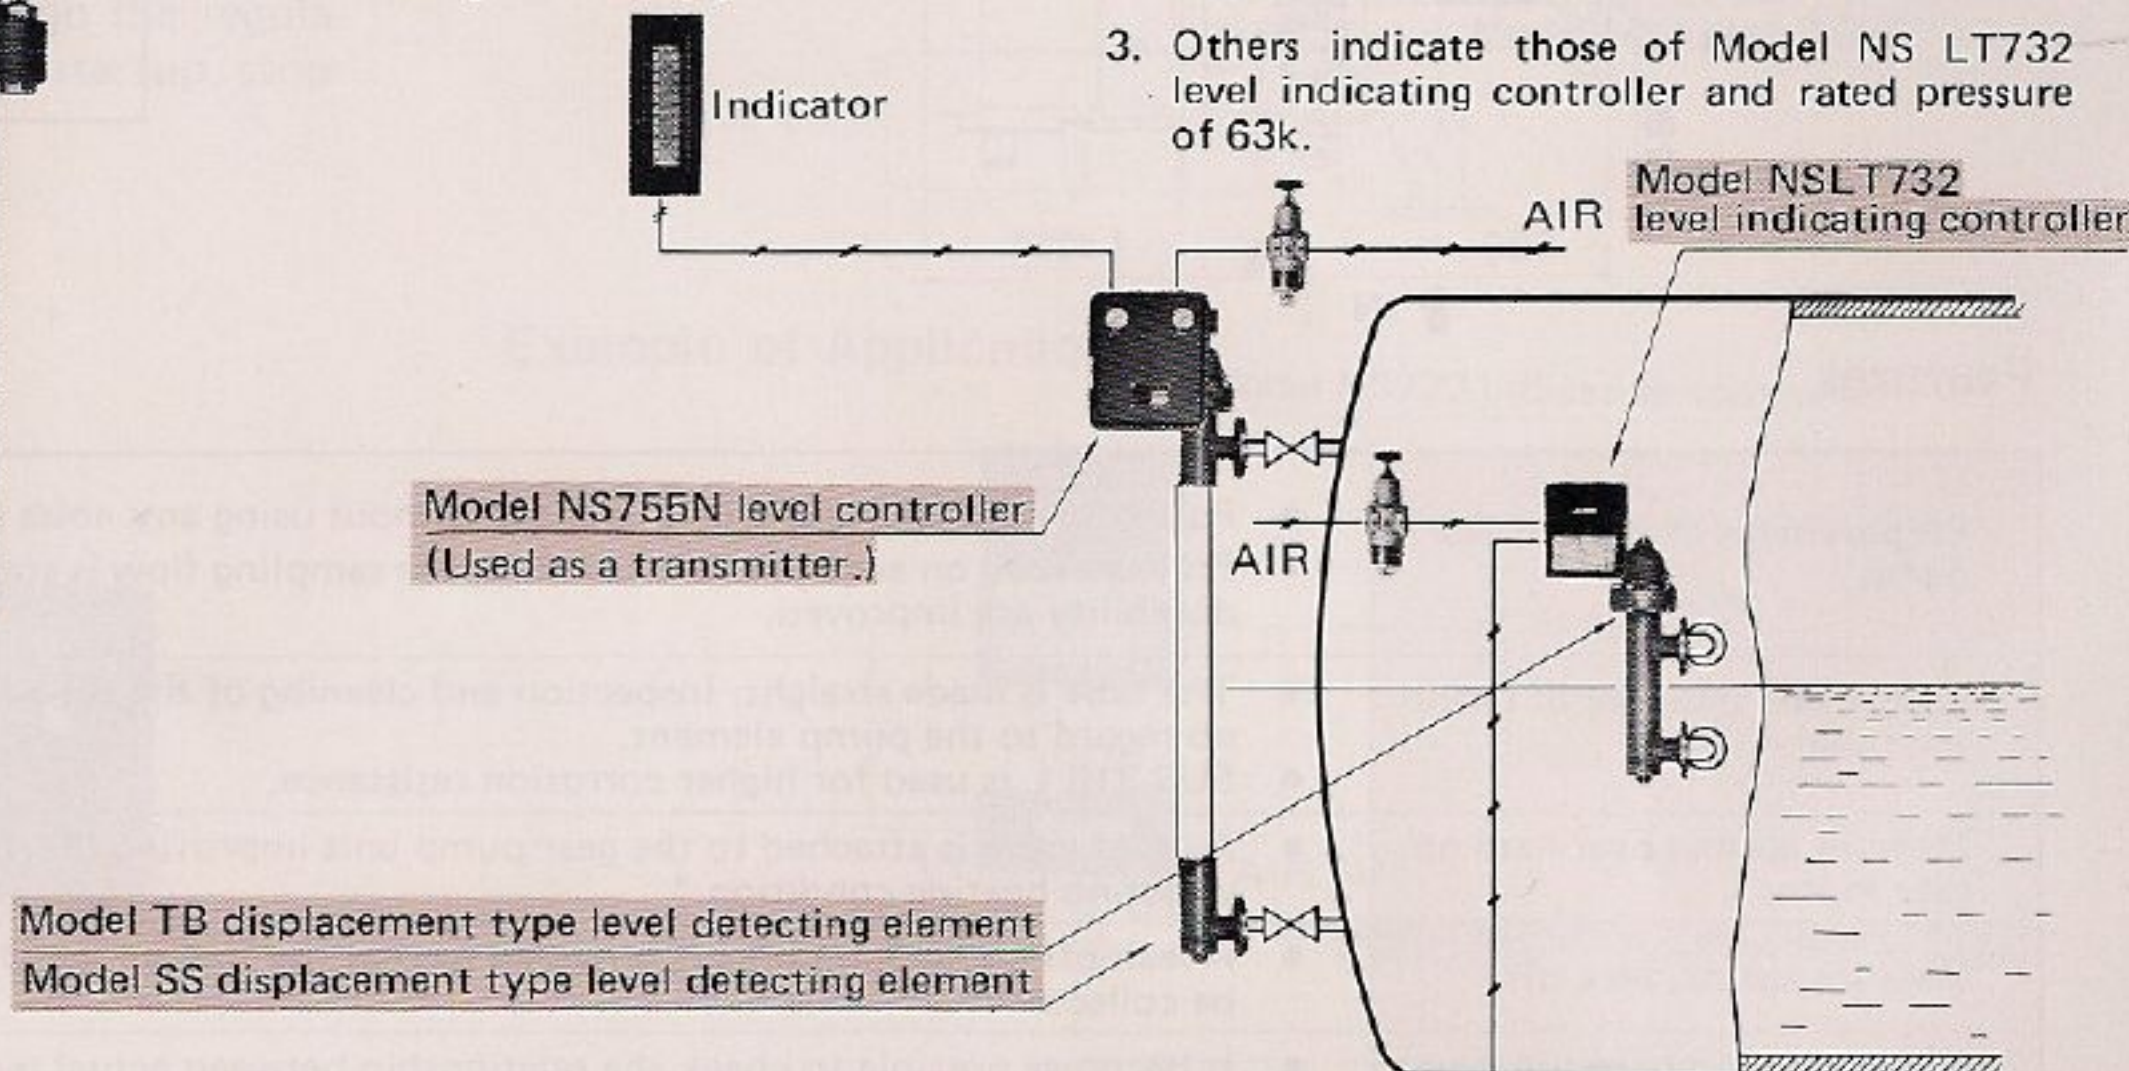 3. Others indicate those of Model NS LT732
level indicating controller and rated pressure
of 63k.
Indicator
AIR
Model NSLT732
level indicating controller
Model NS755N level controller
(Used as a transmitter.)
AIR
Model TB displacement type level detecting element
Model SS displacement type level detecting element